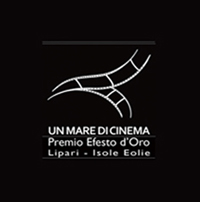 UN MARE DI CINEMA
Premio Efesto d'Oro
Lipari - Isole Eolie